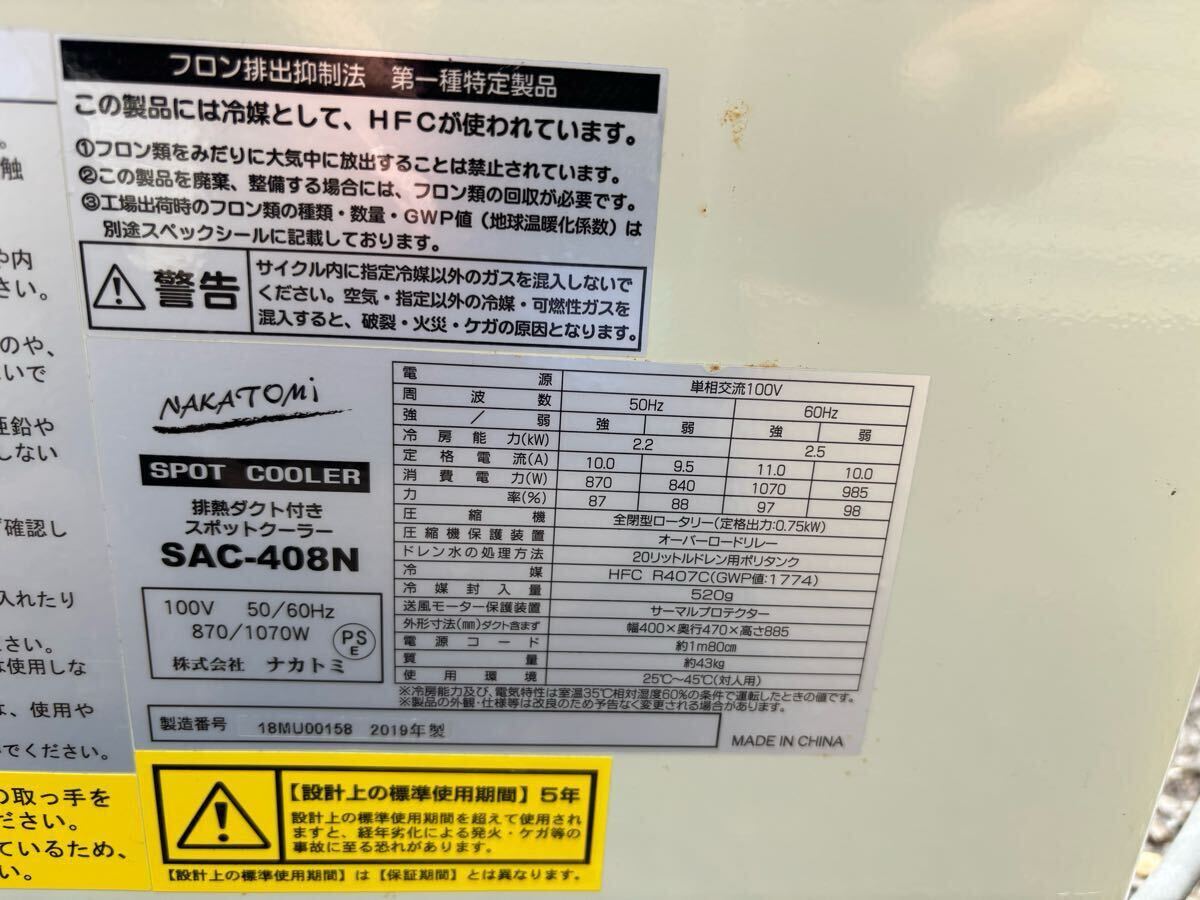 フロン排出抑制法 第一種特定製品
この製品には冷媒として、HFCが使われています。
①フロン類をみだりに大気中に放出することは禁止されています。
②この製品を廃棄、整備する場合には、フロン類の回収が必要です。
③工場出荷時のフロン類の種類・数量・GWP値（地球温暖化係数）は
別途スペックシールに記載しております。
警告
サイクル内に指定冷媒以外のガスを混入しないで
ください。空気・指定以外の冷媒・可燃性ガスを
混入すると、破裂・火災・ケガの原因となります。
触
や内
さい。
のや、
いで
亜鉛や
しない
確認し
入れたり
さい。
使用しな
、使用や
でください。
の取っ手を
ださい。
ているため、
い。
NAKATOMi
SPOT COOLER
排熱ダクト付き
スポットクーラー
SAC-408N
100V 50/60Hz
870/1070W
PS
E
株式会社 ナカトミ
電源 単相交流100V
周波数 50Hz 60Hz
強/弱 強 弱 強 弱
冷房能力(kW) 2.2 2.5
定格電流(A) 10.0 9.5 11.0 10.0
消費電力(W) 870 840 1070 985
力率(%) 87 88 97 98
圧縮機 全閉型ロータリー(定格出力:0.75kW)
圧縮機保護装置 オーバーロードリレー
ドレン水の処理方法 20リットルドレン用ポリタンク
冷媒 HFC R407C(GWP値:1774)
冷媒封入量 520g
送風モーター保護装置 サーマルプロテクター
外形寸法(mm)ダクト含まず 幅400×奥行470×高さ885
電源コード 約1m80cm
質量 約43kg
使用環境 25℃〜45℃(対人用)
※冷房能力及び、電気特性は室温35℃相対湿度60%の条件で運転したときの値です。
※製品の外観・仕様等は改良のため予告なく変更される場合があります。
製造番号 18MU00158 2019年製
MADE IN CHINA
【設計上の標準使用期間】5年
設計上の標準使用期間を超えて使用され
ますと、経年劣化による発火・ケガ等の
事故に至る恐れがあります。
【設計上の標準使用期間】は【保証期間】とは異なります。